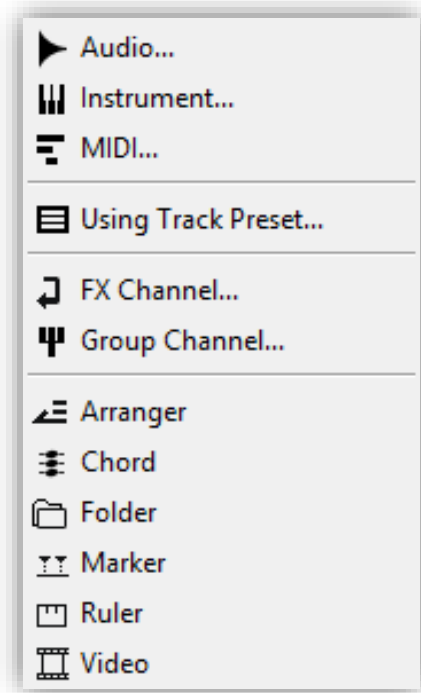 Audio...
Instrument...
MIDI...
Using Track Preset...
FX Channel...
Group Channel...
Arranger
Chord
Folder
Marker
Ruler
Video